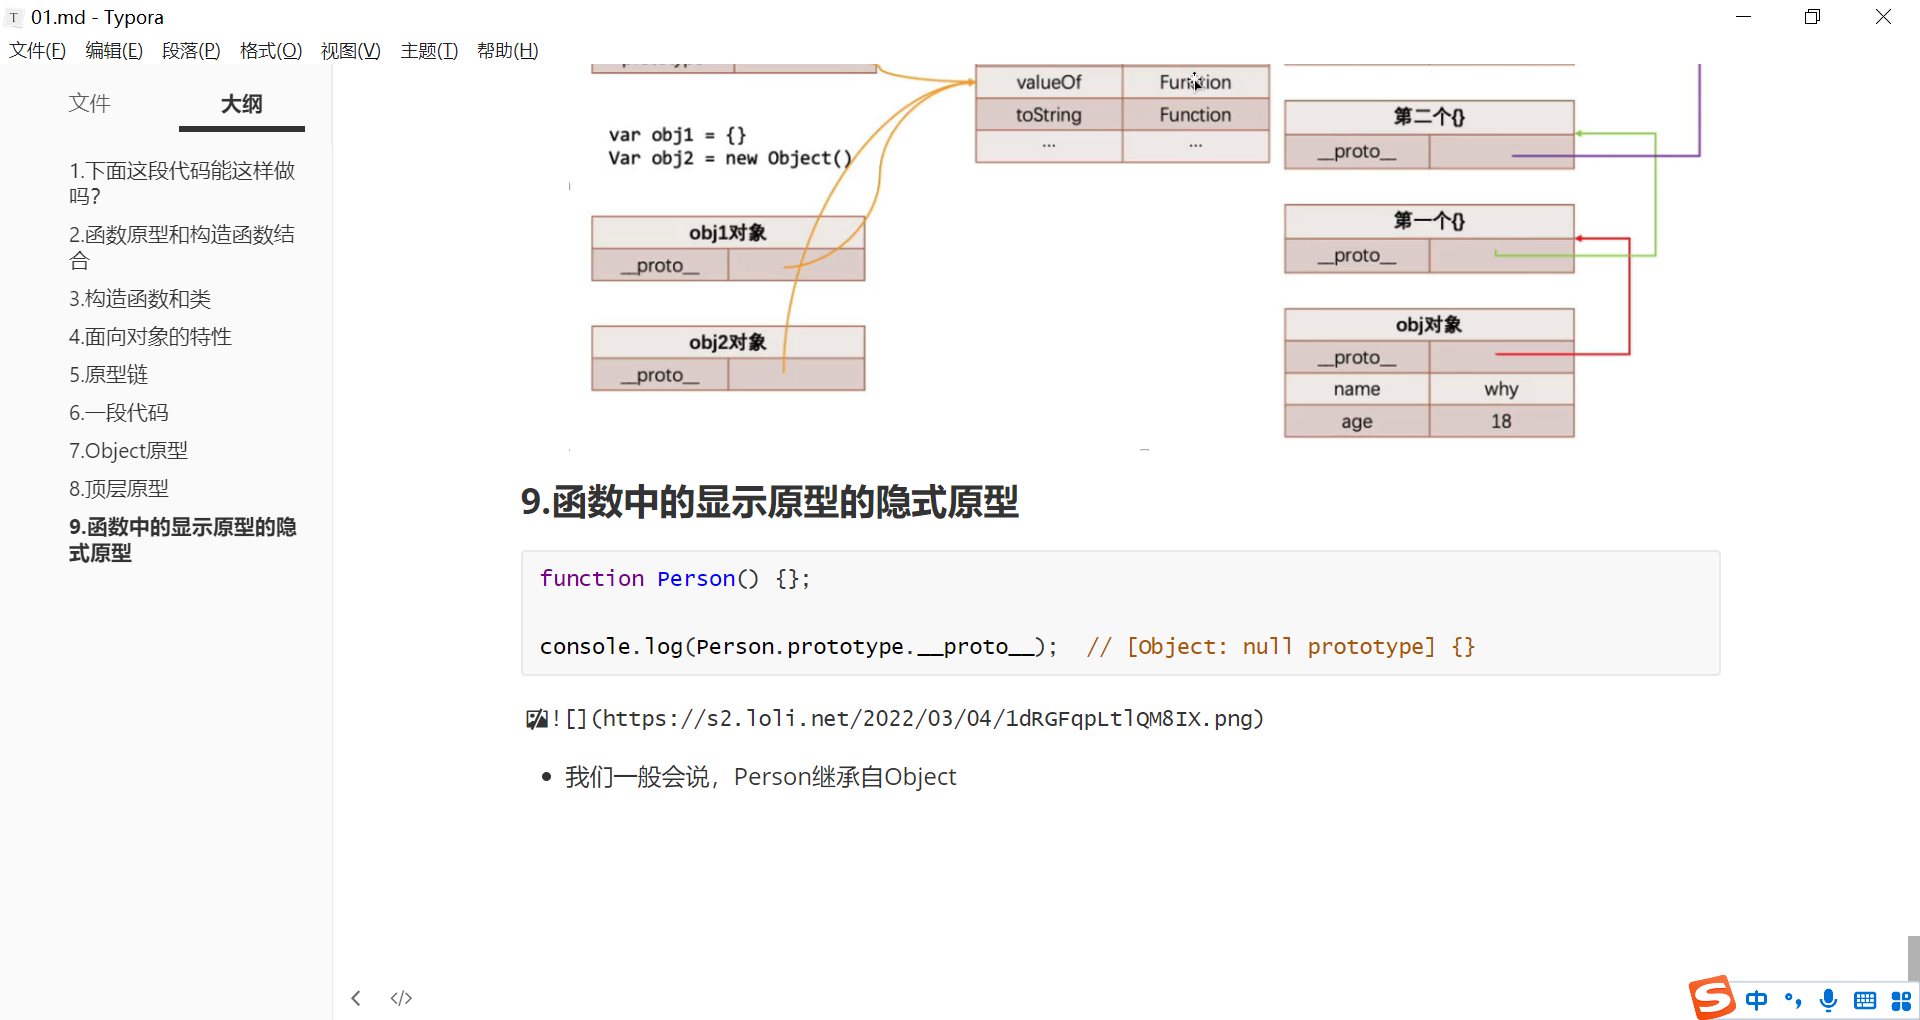 01.md - Typora
文件(F) 编辑(E) 段落(P) 格式(O) 视图(V) 主题(T) 帮助(H)
文件 大纲
1.下面这段代码能这样做
吗?
2.函数原型和构造函数结
合
3.构造函数和类
4.面向对象的特性
5.原型链
6.一段代码
7.Object原型
8.顶层原型
9.函数中的显示原型的隐
式原型
var obj1 = {}
Var obj2 = new Object()
obj1对象
__proto__
obj2对象
__proto__
valueOf Function
toString Function
... ...
第二个{}
__proto__
第一个{}
__proto__
obj对象
__proto__
name why
age 18
9.函数中的显示原型的隐式原型
function Person() {};
console.log(Person.prototype.__proto__); // [Object: null prototype] {}
![](https://s2.loli.net/2022/03/04/1dRGFqpLtlQM8IX.png)
我们一般会说，Person继承自Object
中